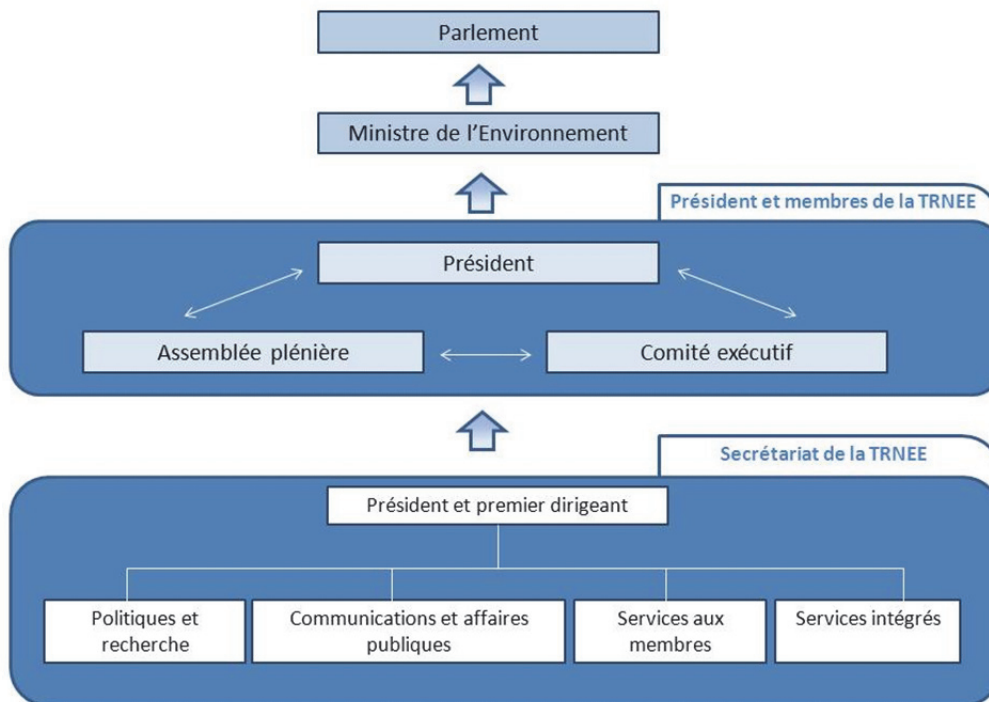 Parlement
Ministre de l’Environnement
Président et membres de la TRNEE
Président
Assemblée plénière
Comité exécutif
Secrétariat de la TRNEE
Président et premier dirigeant
Politiques et
recherche
Communications et affaires
publiques
Services aux
membres
Services intégrés